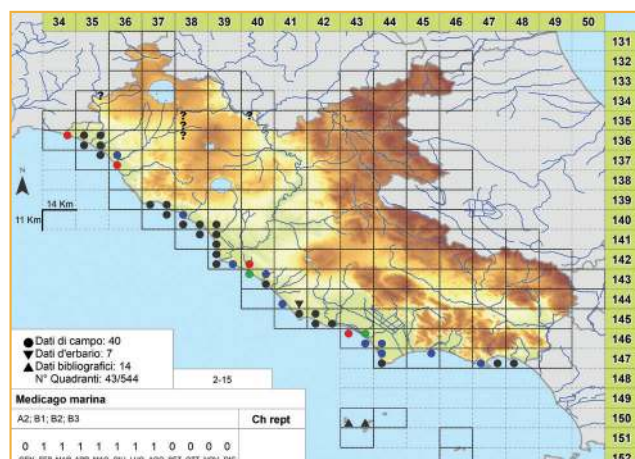 34 35 36 37 38 39 40 41 42 43 44 45 46 47 48 49 50
131
132
133
134
?
?
?
?
?
135
136
137
138
N
139
14 Km
11 Km
140
141
142
143
144
145
146
147
148
149
150
151
152
Dati di campo: 40
Dati d'erbario: 7
Dati bibliografici: 14
N° Quadranti: 43/544
2-15
Medicago marina
A2; B1; B2; B3
Ch rept
0 1 1 1 1 1 1 1 0 0 0 0